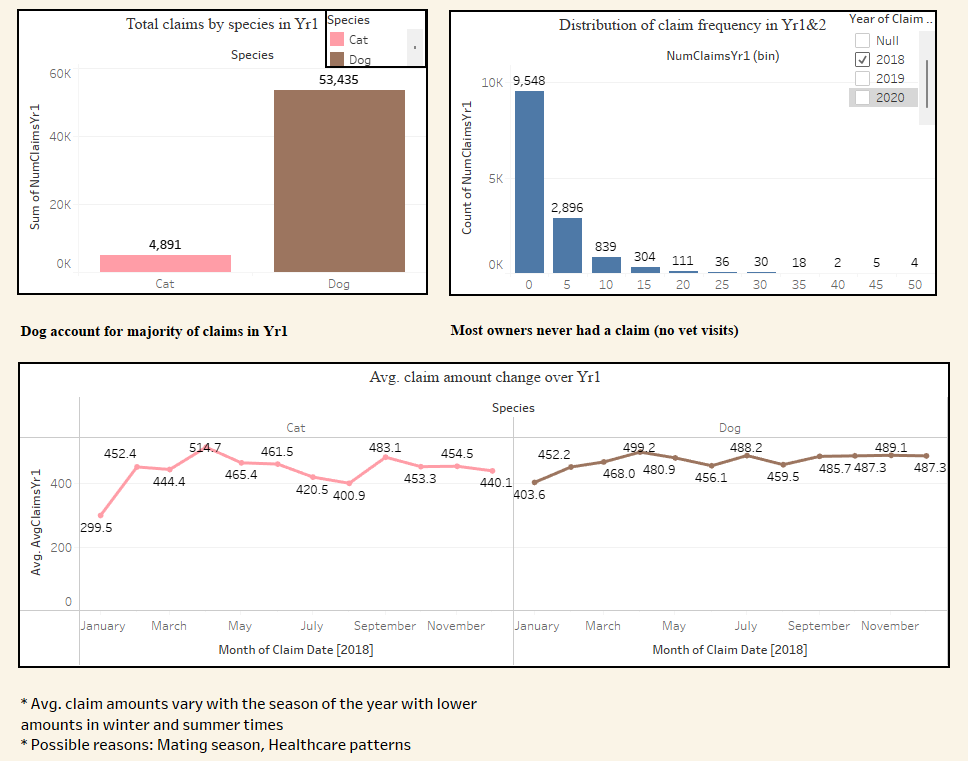 Total claims by species in Yr1
Species
Cat
Dog
Species
Sum of NumClaimsYr1
60K
40K
20K
0K
4,891
53,435
Cat
Dog
Distribution of claim frequency in Yr1&2
Year of Claim ..
Null
2018
2019
2020
NumClaimsYr1 (bin)
Count of NumClaimsYr1
10K
5K
0K
9,548
2,896
839
304
111
36
30
18
2
5
4
0
5
10
15
20
25
30
35
40
45
50
Dog account for majority of claims in Yr1
Most owners never had a claim (no vet visits)
Avg. claim amount change over Yr1
Species
Cat
Dog
Avg. AvgClaimsYr1
400
200
0
299.5
452.4
444.4
514.7
465.4
461.5
420.5
400.9
483.1
453.3
454.5
440.1
403.6
452.2
468.0
499.2
480.9
456.1
488.2
459.5
485.7
487.3
489.1
487.3
January
March
May
July
September
November
January
March
May
July
September
November
Month of Claim Date [2018]
Month of Claim Date [2018]
* Avg. claim amounts vary with the season of the year with lower
amounts in winter and summer times
* Possible reasons: Mating season, Healthcare patterns